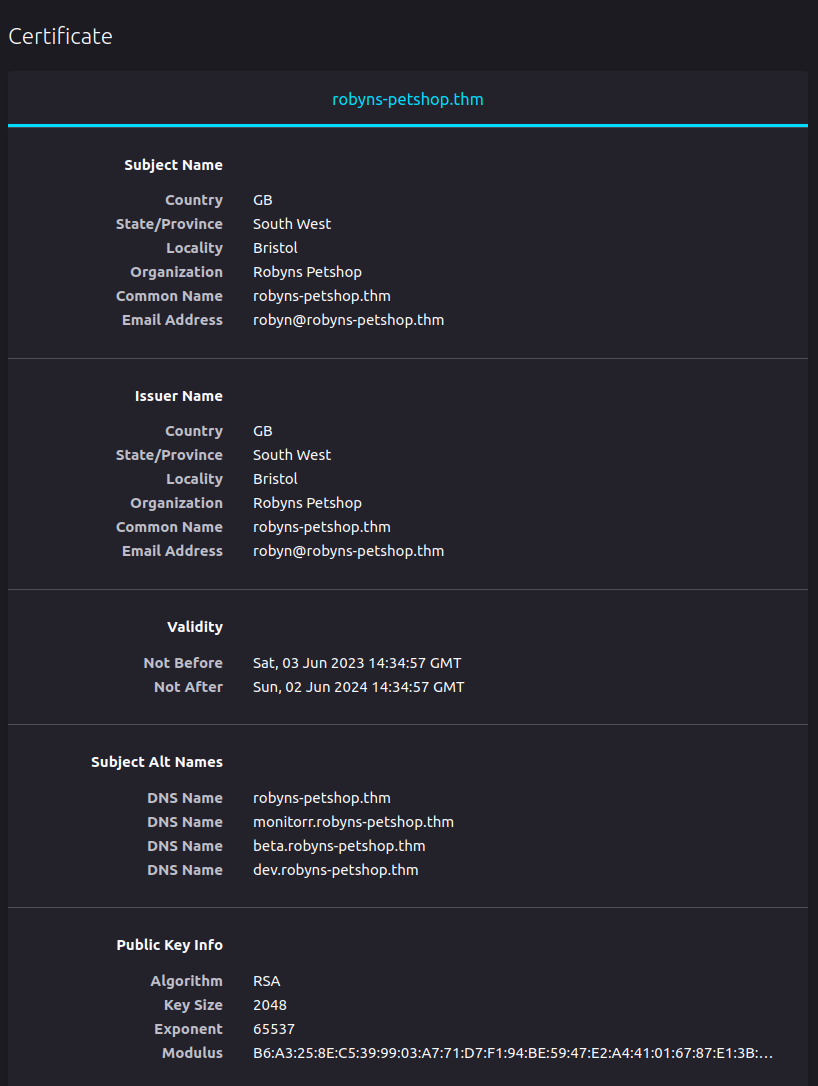 Certificate
robyns-petshop.thm
Subject Name
Country GB
State/Province South West
Locality Bristol
Organization Robyns Petshop
Common Name robyns-petshop.thm
Email Address robyn@robyns-petshop.thm
Issuer Name
Country GB
State/Province South West
Locality Bristol
Organization Robyns Petshop
Common Name robyns-petshop.thm
Email Address robyn@robyns-petshop.thm
Validity
Not Before Sat, 03 Jun 2023 14:34:57 GMT
Not After Sun, 02 Jun 2024 14:34:57 GMT
Subject Alt Names
DNS Name robyns-petshop.thm
DNS Name monitorr.robyns-petshop.thm
DNS Name beta.robyns-petshop.thm
DNS Name dev.robyns-petshop.thm
Public Key Info
Algorithm RSA
Key Size 2048
Exponent 65537
Modulus B6:A3:25:8E:C5:39:99:03:A7:71:D7:F1:94:BE:59:47:E2:A4:41:01:67:87:E1:3B:…